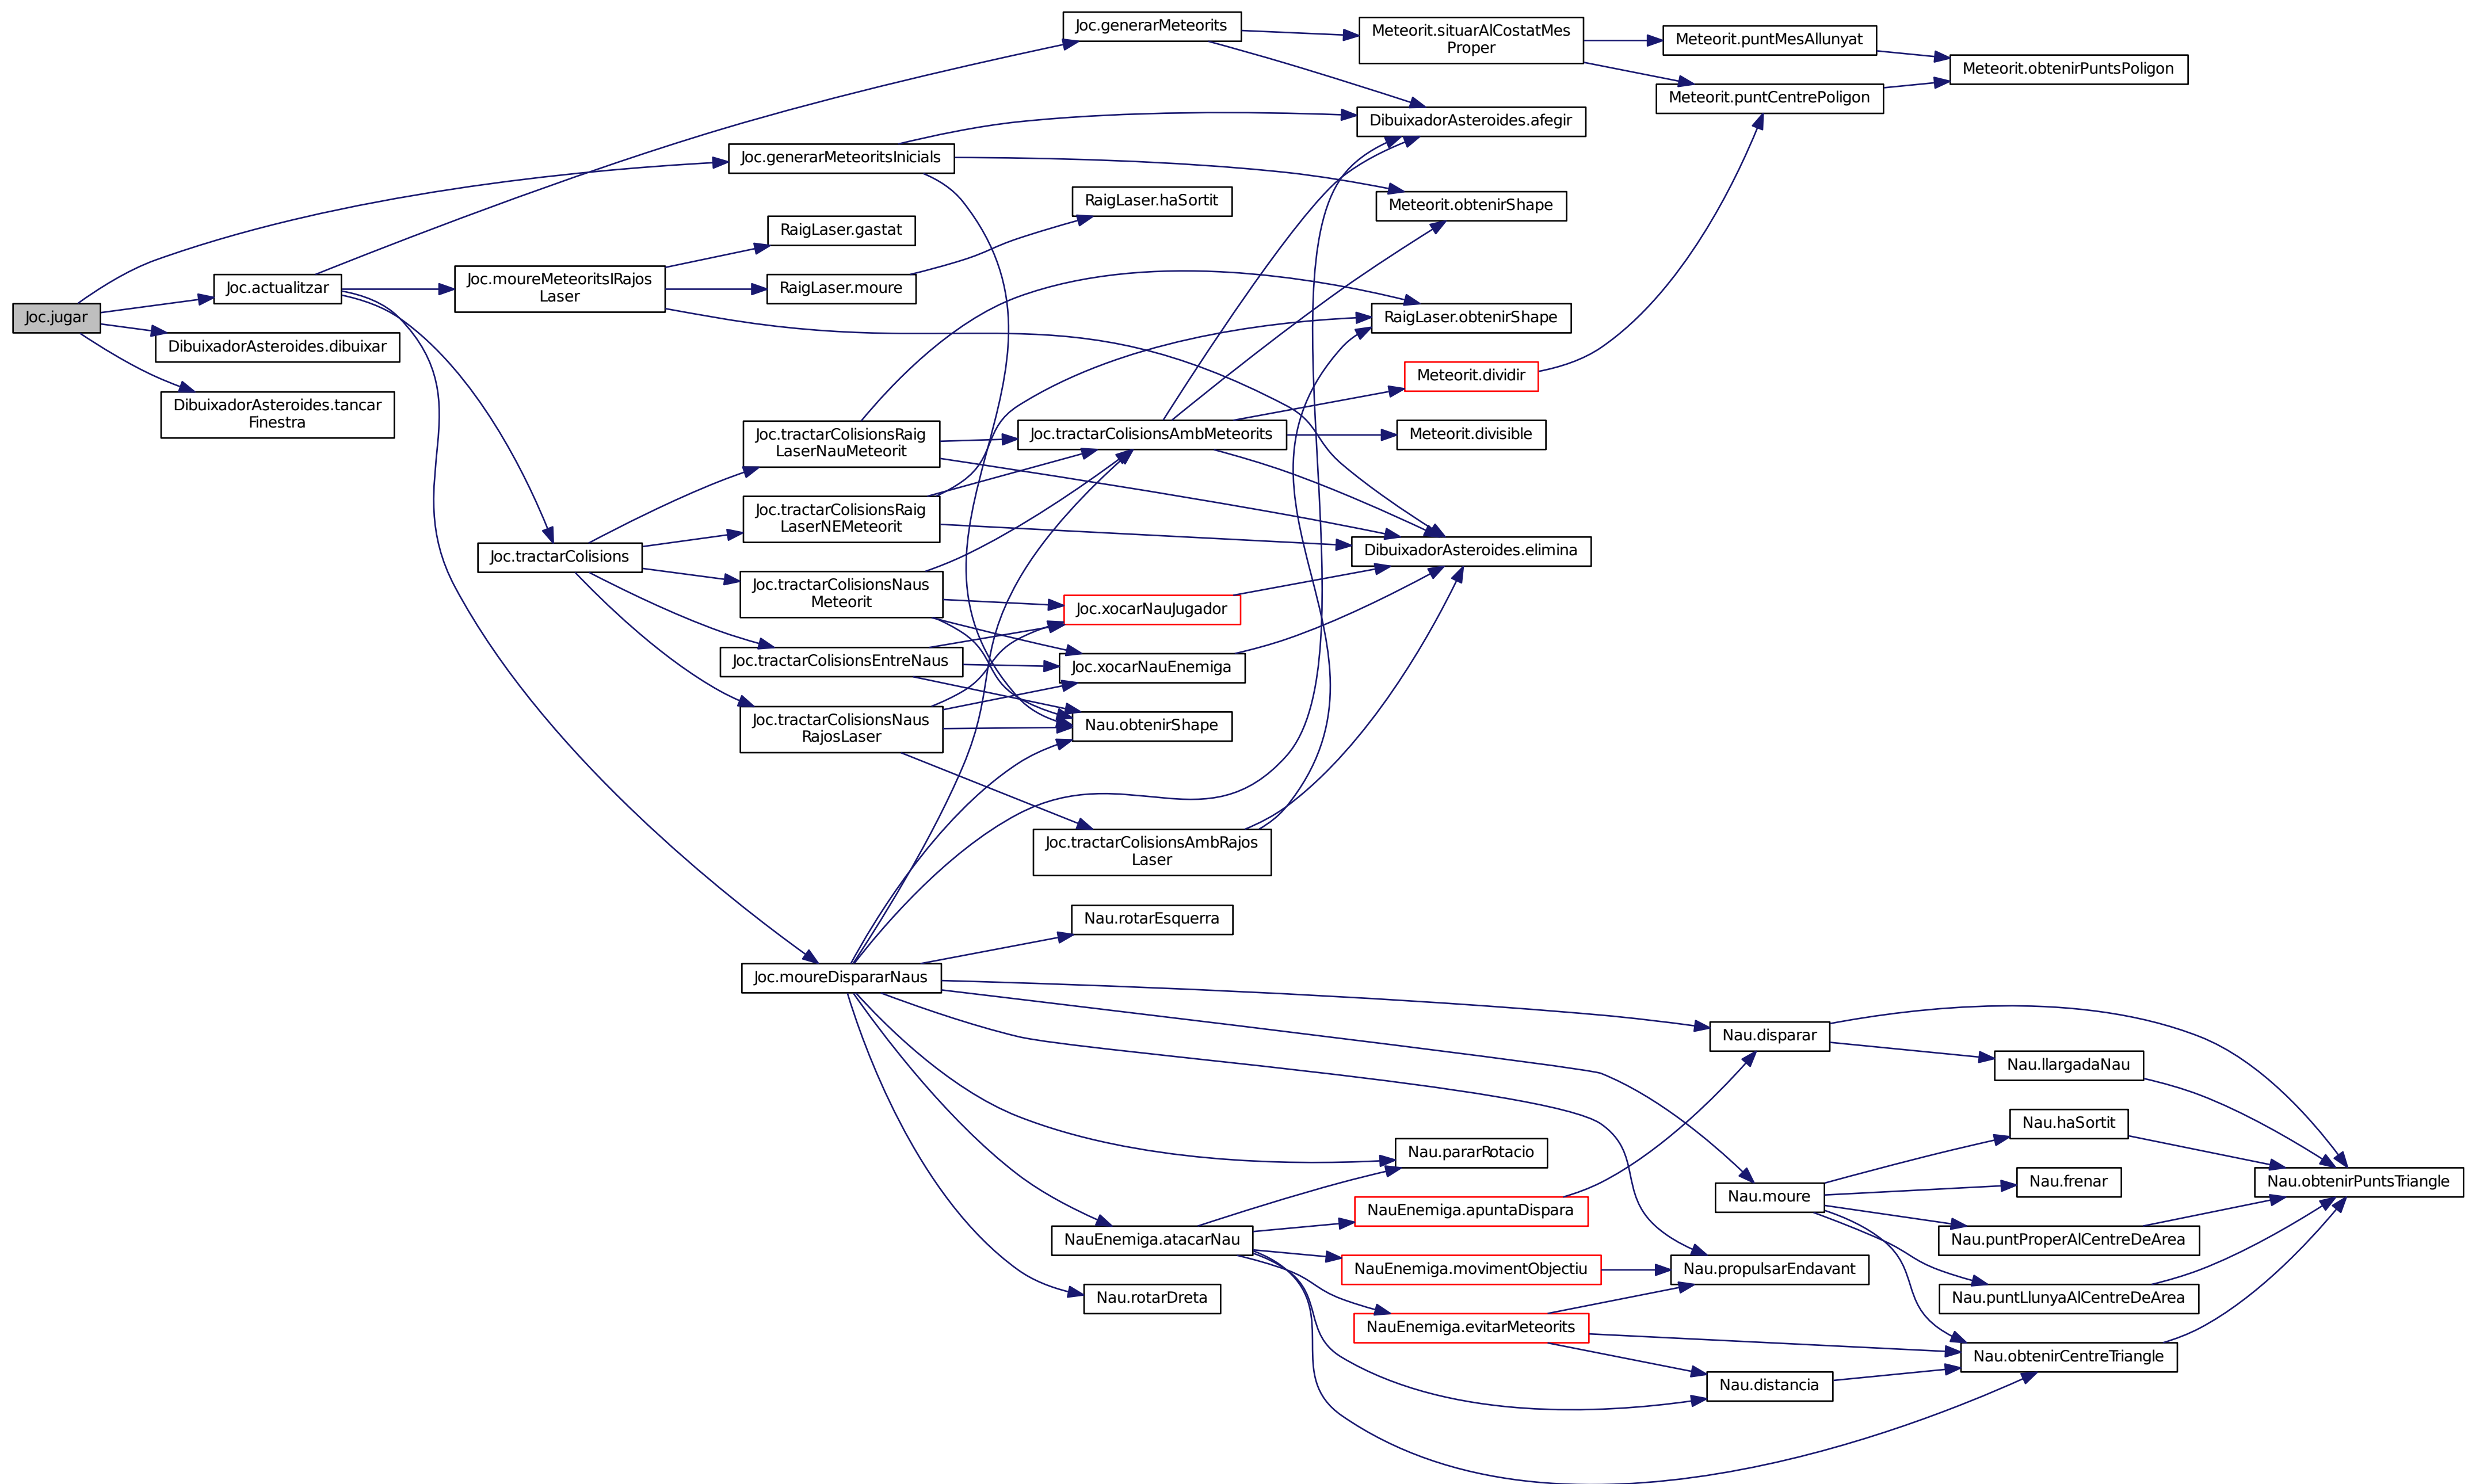 Joc.jugar
Joc.actualitzar
DibuixadorAsteroides.dibuixar
DibuixadorAsteroides.tancar
Finestra
Joc.moureMeteoritsIRajos
Laser
Joc.tractarColisions
Joc.generarMeteoritsInicials
RaigLaser.gastat
RaigLaser.moure
Joc.tractarColisionsRaig
LaserNauMeteorit
Joc.tractarColisionsRaig
LaserNEMeteorit
Joc.tractarColisionsNaus
Meteorit
Joc.tractarColisionsEntreNaus
Joc.tractarColisionsNaus
RajosLaser
Joc.moureDispararNaus
Joc.generarMeteorits
RaigLaser.haSortit
Joc.tractarColisionsAmbMeteorits
Joc.xocarNauJugador
Joc.xocarNauEnemiga
Nau.obtenirShape
Joc.tractarColisionsAmbRajos
Laser
Nau.rotarEsquerra
NauEnemiga.atacarNau
Nau.rotarDreta
Meteorit.situarAlCostatMes
Proper
DibuixadorAsteroides.afegir
Meteorit.obtenirShape
RaigLaser.obtenirShape
Meteorit.dividir
Meteorit.divisible
DibuixadorAsteroides.elimina
Nau.pararRotacio
NauEnemiga.apuntaDispara
NauEnemiga.movimentObjectiu
NauEnemiga.evitarMeteorits
Meteorit.puntMesAllunyat
Meteorit.puntCentrePoligon
Nau.disparar
Nau.moure
Nau.propulsarEndavant
Nau.distancia
Meteorit.obtenirPuntsPoligon
Nau.llargadaNau
Nau.haSortit
Nau.frenar
Nau.puntProperAlCentreDeArea
Nau.puntLlunyaAlCentreDeArea
Nau.obtenirCentreTriangle
Nau.obtenirPuntsTriangle